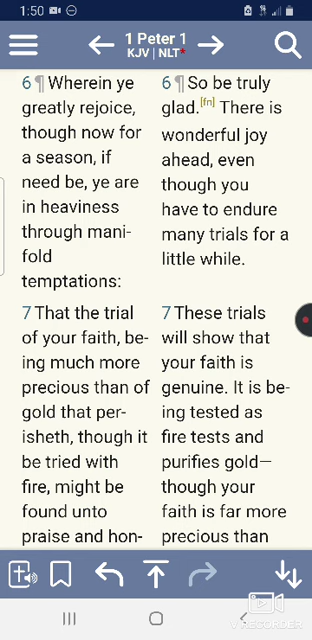 1:50
1 Peter 1
KJV | NLT*
6 ¶ Wherein ye
greatly rejoice,
though now for
a season, if
need be, ye are
in heaviness
through mani-
fold
temptations:
7 That the trial
of your faith, be-
ing much more
precious than of
gold that per-
isheth, though it
be tried with
fire, might be
found unto
praise and hon-
6 ¶ So be truly
glad.[fn] There is
wonderful joy
ahead, even
though you
have to endure
many trials for a
little while.
7 These trials
will show that
your faith is
genuine. It is be-
ing tested as
fire tests and
purifies gold—
though your
faith is far more
precious than
V RECORDER